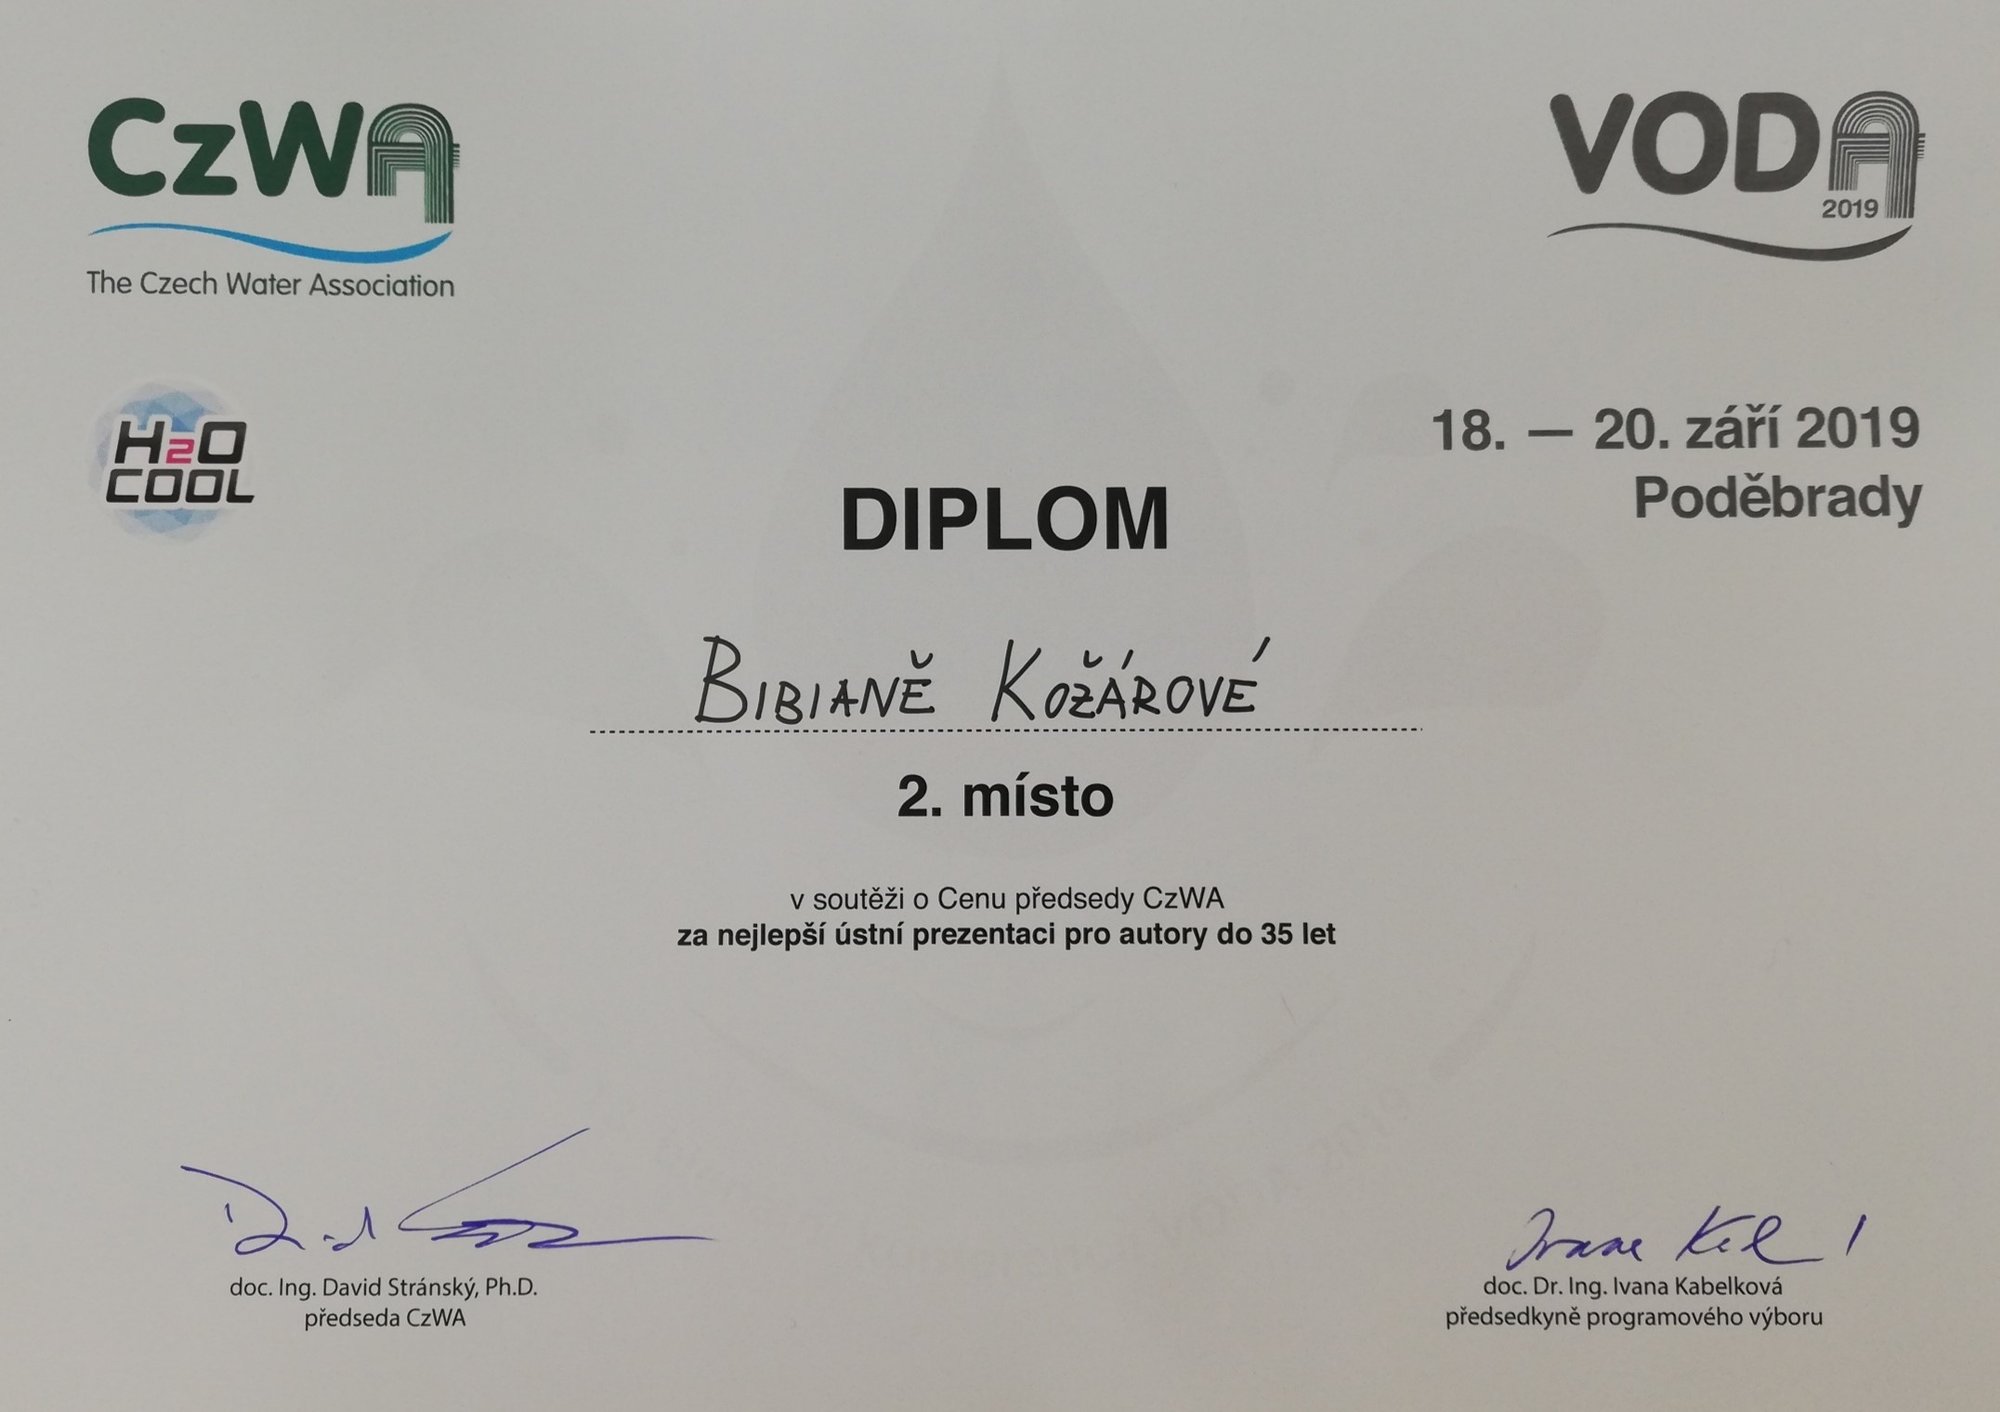 CzWA
The Czech Water Association
VODA
2019
H2O
COOL
18. — 20. září 2019
Poděbrady
DIPLOM
BIBIANĚ KOŽÁROVÉ
2. místo
v soutěži o Cenu předsedy CzWA
za nejlepší ústní prezentaci pro autory do 35 let
doc. Ing. David Stránský, Ph.D.
předseda CzWA
doc. Dr. Ing. Ivana Kabelková
předsedkyně programového výboru